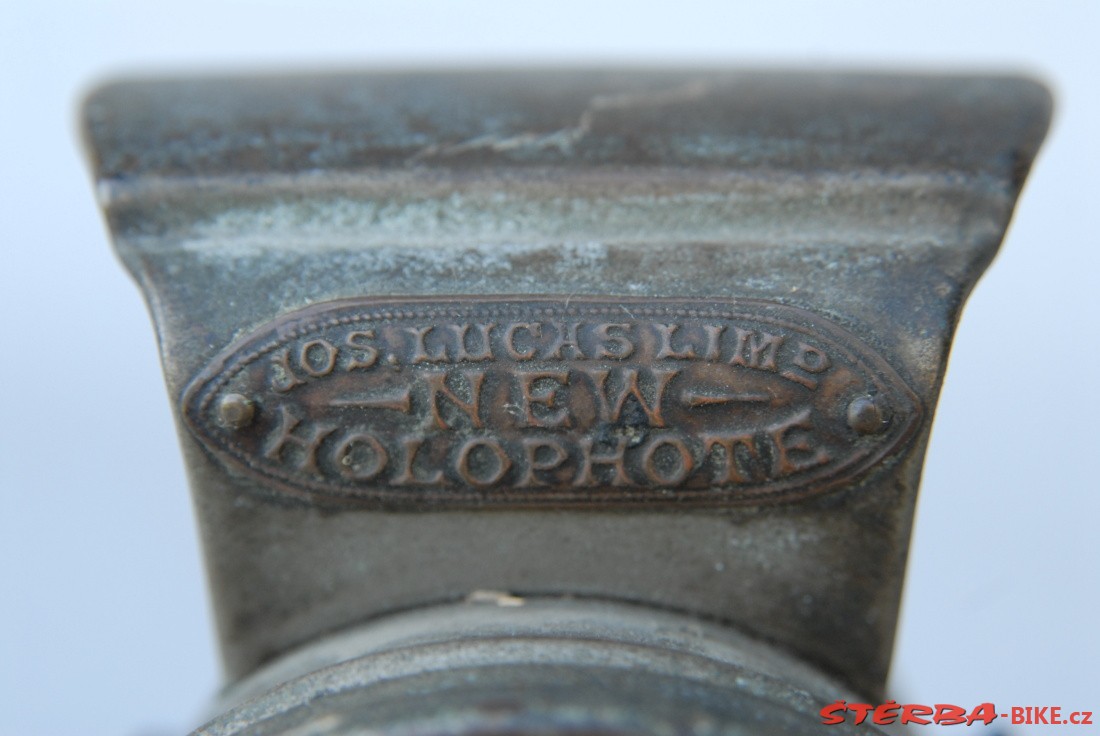 JOS. LUCAS LIMD
NEW
HOLOPHOTE
STERBA-BIKE.cz